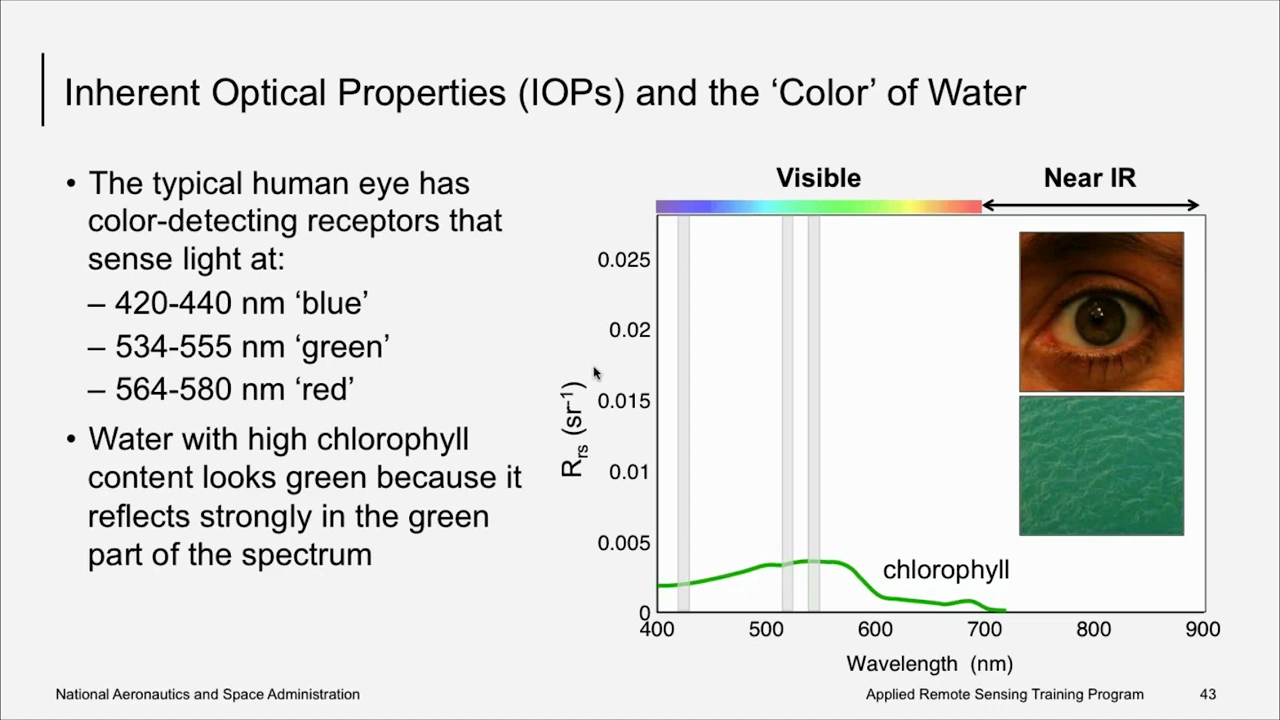 Inherent Optical Properties (IOPs) and the ‘Color’ of Water
• The typical human eye has
color-detecting receptors that
sense light at:
– 420-440 nm ‘blue’
– 534-555 nm ‘green’
– 564-580 nm ‘red’
• Water with high chlorophyll
content looks green because it
reflects strongly in the green
part of the spectrum
Visible
Near IR
0.025
0.02
0.015
0.01
0.005
0
Rrs (sr-1)
chlorophyll
400 500 600 700 800 900
Wavelength (nm)
National Aeronautics and Space Administration
Applied Remote Sensing Training Program
43